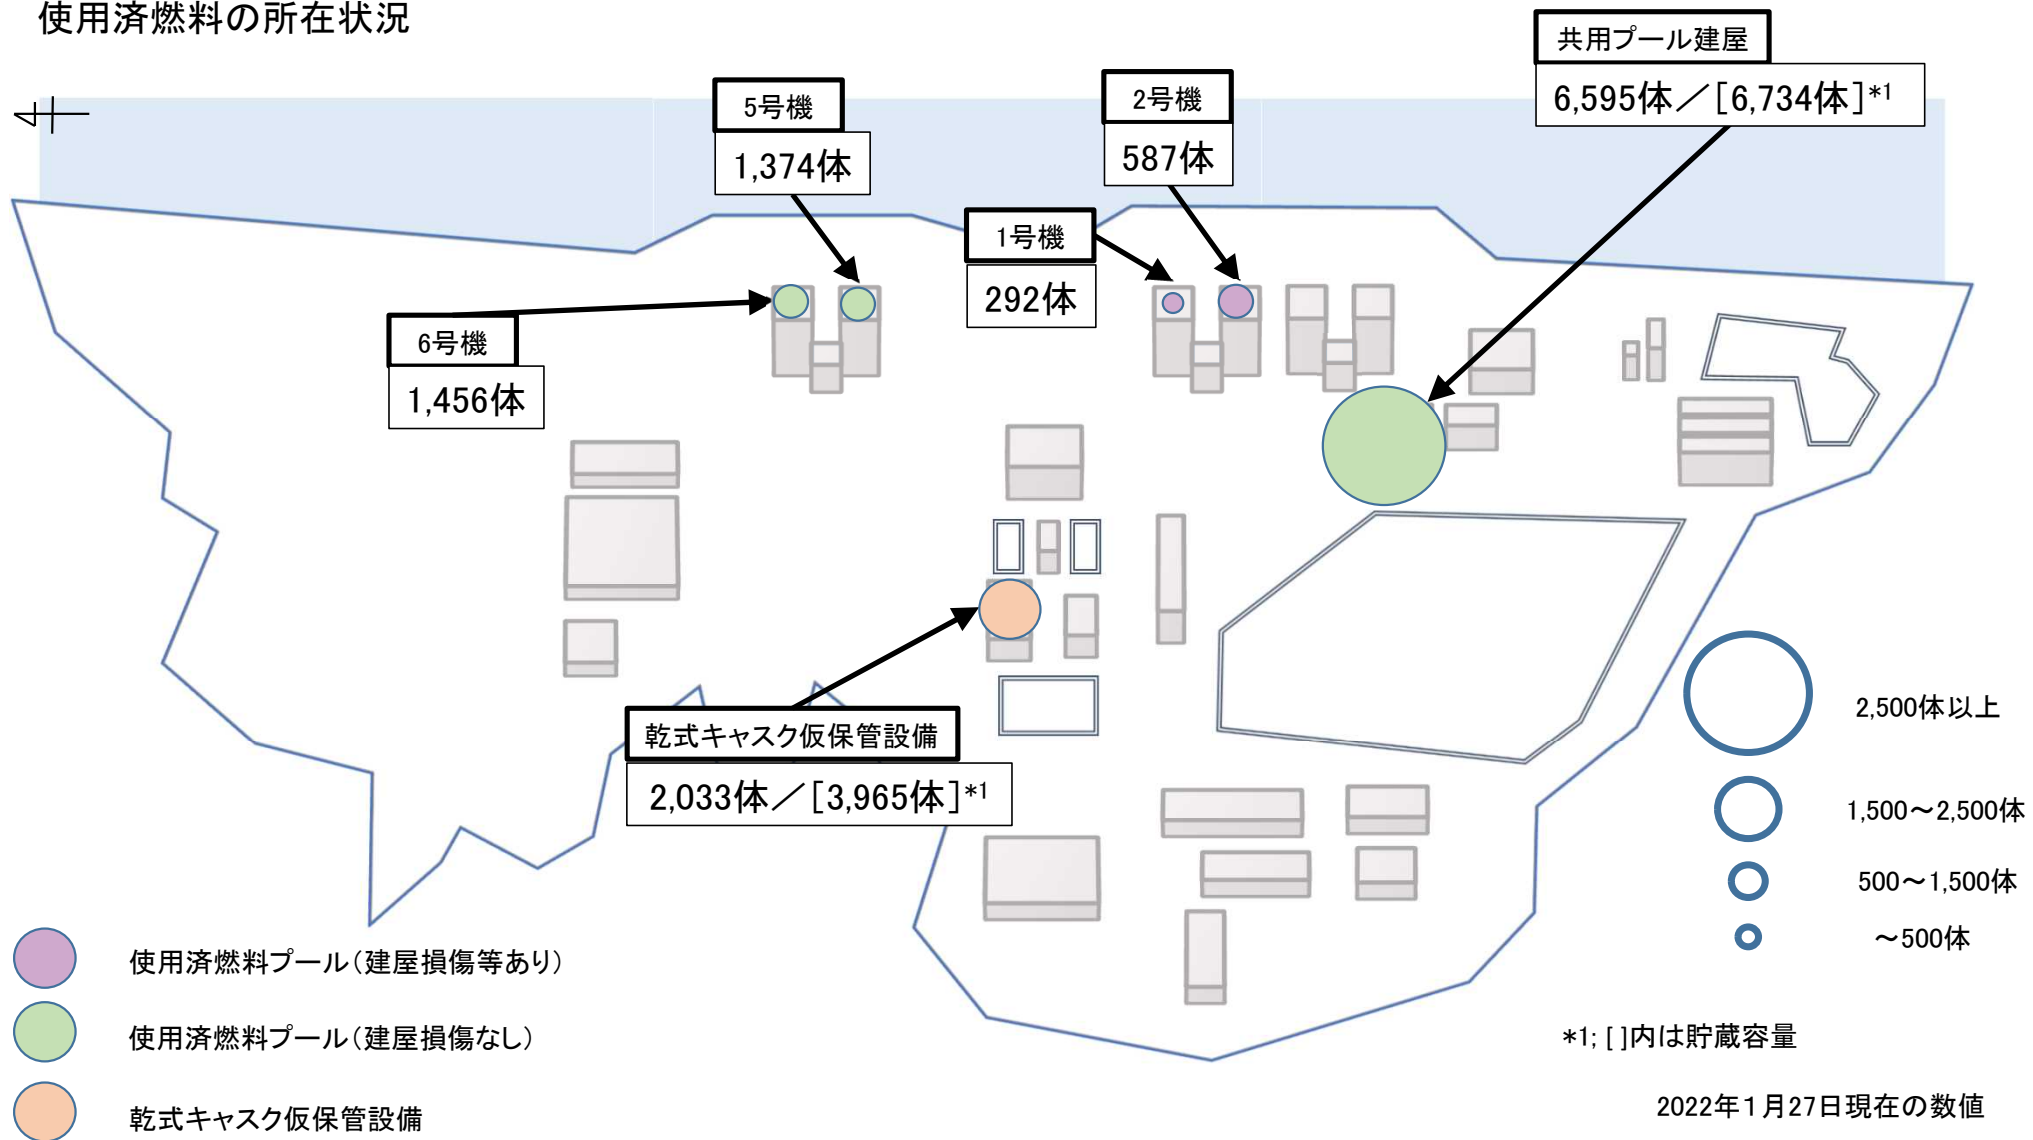 使用済燃料の所在状況
共用プール建屋
6,595体／[6,734体]*1
5号機
1,374体
2号機
587体
1号機
292体
6号機
1,456体
乾式キャスク仮保管設備
2,033体／[3,965体]*1
2,500体以上
1,500～2,500体
500～1,500体
～500体
使用済燃料プール（建屋損傷等あり）
使用済燃料プール（建屋損傷なし）
乾式キャスク仮保管設備
*1; [ ]内は貯蔵容量
2022年1月27日現在の数値